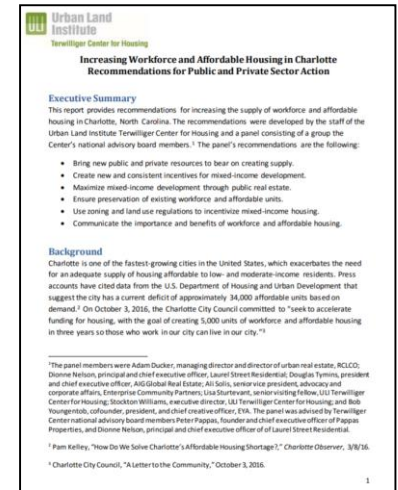 ULI
Urban Land
Institute
Terwilliger Center for Housing
Increasing Workforce and Affordable Housing in Charlotte
Recommendations for Public and Private Sector Action
Executive Summary
This report provides recommendations for increasing the supply of workforce and affordable
housing in Charlotte, North Carolina. The recommendations were developed by the staff of the
Urban Land Institute Terwilliger Center for Housing and a panel consisting of a group the
Center's national advisory board members.¹ The panel's recommendations are the following:
• Bring new public and private resources to bear on creating supply.
• Create new and consistent incentives for mixed-income development.
• Maximize mixed-income development through public real estate.
• Ensure preservation of existing workforce and affordable units.
• Use zoning and land use regulations to incentivize mixed-income housing.
• Communicate the importance and benefits of workforce and affordable housing.
Background
Charlotte is one of the fastest-growing cities in the United States, which exacerbates the need
for an adequate supply of housing affordable to low- and moderate-income residents. Press
accounts have cited data from the U.S. Department of Housing and Urban Development that
suggest the city has a current deficit of approximately 34,000 affordable units based on
demand.² On October 3, 2016, the Charlotte City Council committed to "seek to accelerate
funding for housing, with the goal of creating 5,000 units of workforce and affordable housing
in three years so those who work in our city can live in our city."³
¹The panel members were Adam Ducker, managing director and director of urban real estate, RCLCO;
Dionne Nelson, principal and chief executive officer, Laurel Street Residential; Douglas Tymins, president
and chief executive officer, AIG Global Real Estate; Ali Solis, senior vice president, advocacy and
corporate affairs, Enterprise Community Partners; Lisa Sturtevant, senior visiting fellow, ULI Terwilliger
Center for Housing; Stockton Williams, executive director, ULI Terwilliger Center for Housing; and Bob
Youngentob, cofounder, president, and chief creative officer, EYA. The panel was advised by Terwilliger
Center national advisory board members Peter Pappas, founder and chief executive officer of Pappas
Properties, and Dionne Nelson, principal and chief executive officer of of Laurel Street Residential.
² Pam Kelley, "How Do We Solve Charlotte's Affordable Housing Shortage?," Charlotte Observer, 3/8/16.
³ Charlotte City Council, "A Letter to the Community," October 3, 2016.
1